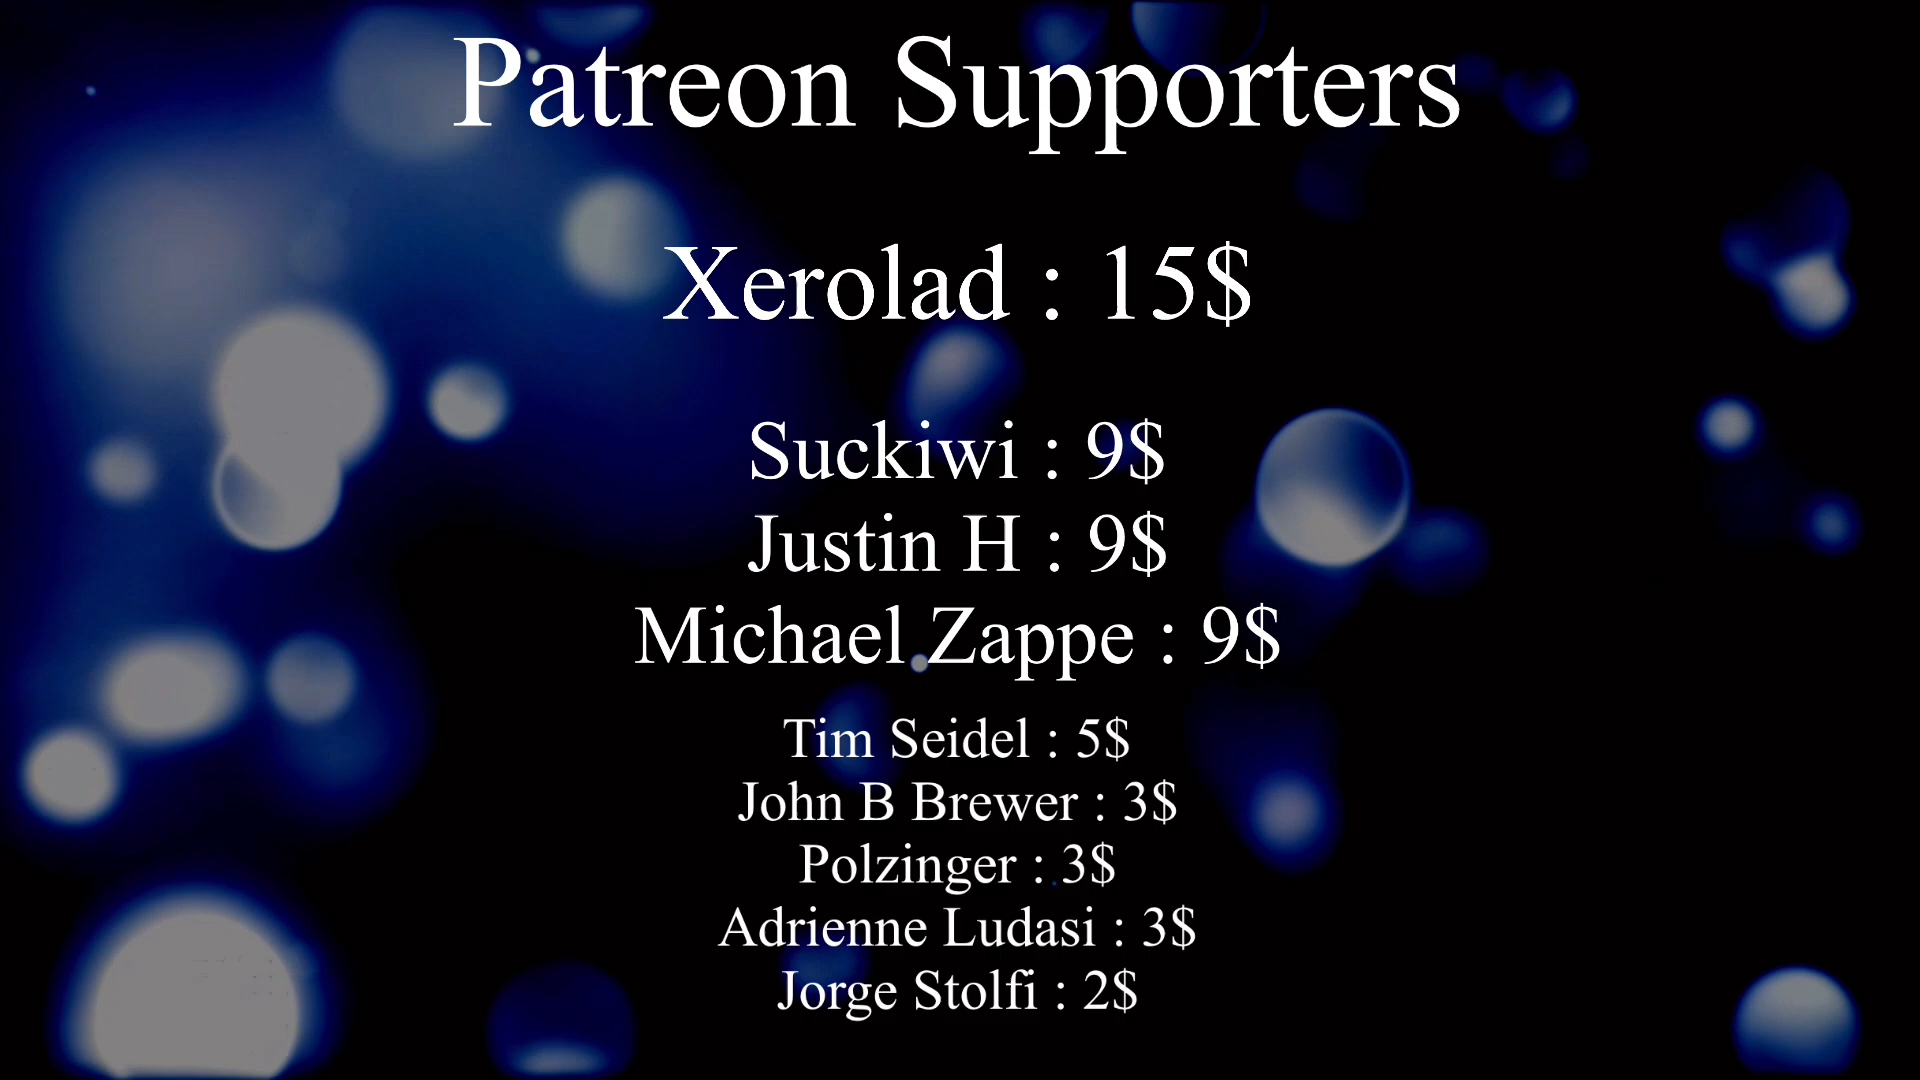 Patreon Supporters
Xerolad : 15$
Suckiwi : 9$
Justin H : 9$
Michael Zappe : 9$
Tim Seidel : 5$
John B Brewer : 3$
Polzinger : 3$
Adrienne Ludasi : 3$
Jorge Stolfi : 2$